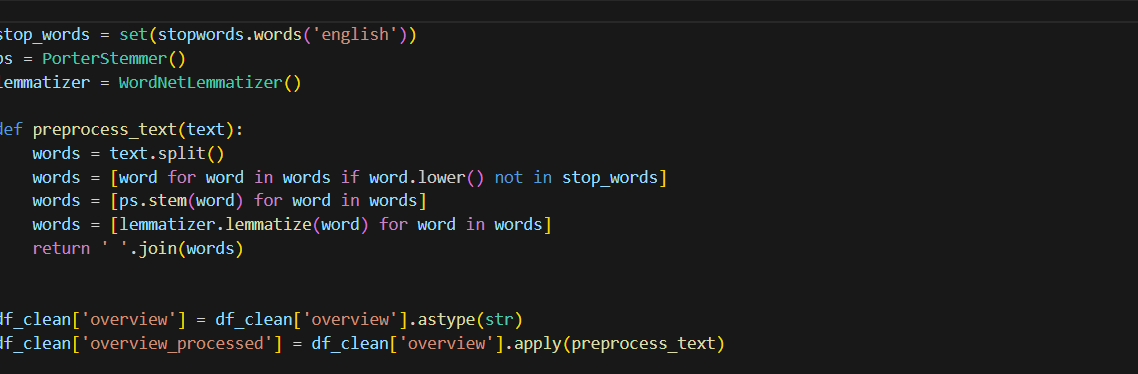 stop_words = set(stopwords.words('english'))
ps = PorterStemmer()
lemmatizer = WordNetLemmatizer()
def preprocess_text(text):
    words = text.split()
    words = [word for word in words if word.lower() not in stop_words]
    words = [ps.stem(word) for word in words]
    words = [lemmatizer.lemmatize(word) for word in words]
    return ' '.join(words)
df_clean['overview'] = df_clean['overview'].astype(str)
df_clean['overview_processed'] = df_clean['overview'].apply(preprocess_text)